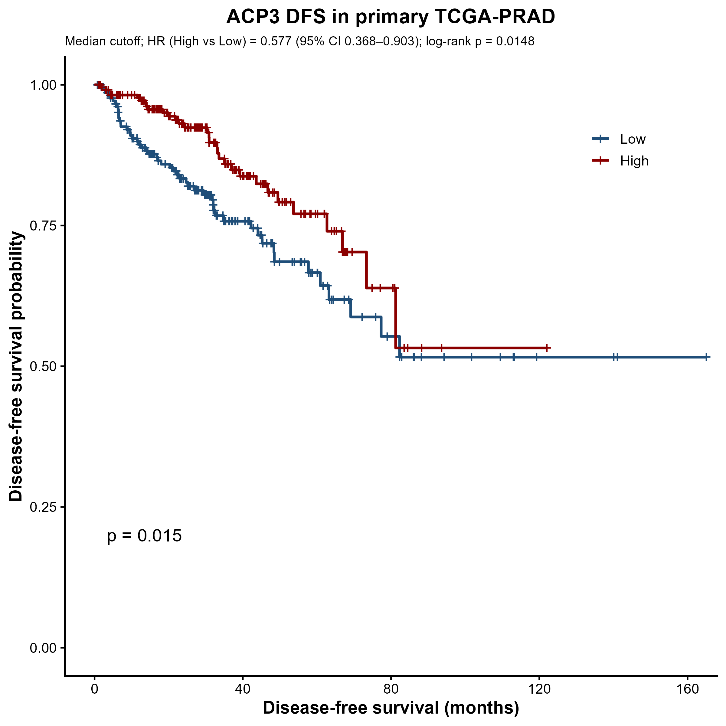 ACP3 DFS in primary TCGA-PRAD
Median cutoff; HR (High vs Low) = 0.577 (95% CI 0.368–0.903); log-rank p = 0.0148
1.00
0.75
0.50
0.25
0.00
Disease-free survival probability
Low
High
p = 0.015
0
40
80
120
160
Disease-free survival (months)